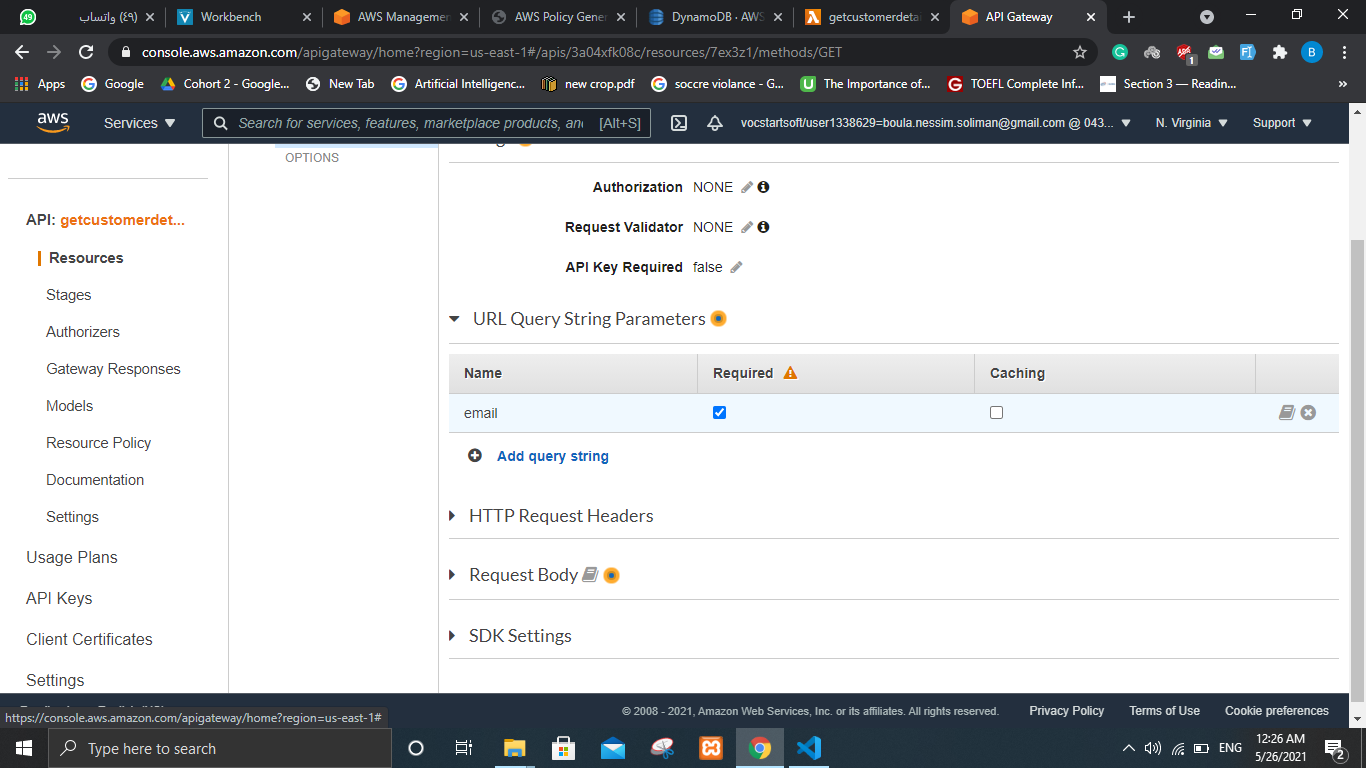 49
(٤٩) واتساب
Workbench
AWS Managemen
AWS Policy Gener
DynamoDB · AWS
getcustomerdetai
API Gateway
console.aws.amazon.com/apigateway/home?region=us-east-1#/apis/3a04xfk08c/resources/7ex3z1/methods/GET
1
B
Apps
Google
Cohort 2 - Google...
New Tab
Artificial Intelligenc...
new crop.pdf
soccre violance - G...
The Importance of...
TOEFL Complete Inf...
Section 3 — Readin...
»
aws
Services
Search for services, features, marketplace products, an
[Alt+S]
vocstartsoft/user1338629=boula.nessim.soliman@gmail.com @ 043...
N. Virginia
Support
OPTIONS
Authorization NONE
API: getcustomerdet...
Request Validator NONE
Resources
API Key Required false
Stages
URL Query String Parameters
Authorizers
Gateway Responses
Name Required Caching
Models
email
Resource Policy
Add query string
Documentation
Settings
HTTP Request Headers
Usage Plans
Request Body
API Keys
Client Certificates
SDK Settings
Settings
https://console.aws.amazon.com/apigateway/home?region=us-east-1#
© 2008 - 2021, Amazon Web Services, Inc. or its affiliates. All rights reserved.
Privacy Policy
Terms of Use
Cookie preferences
Type here to search
ENG
12:26 AM
5/26/2021
2